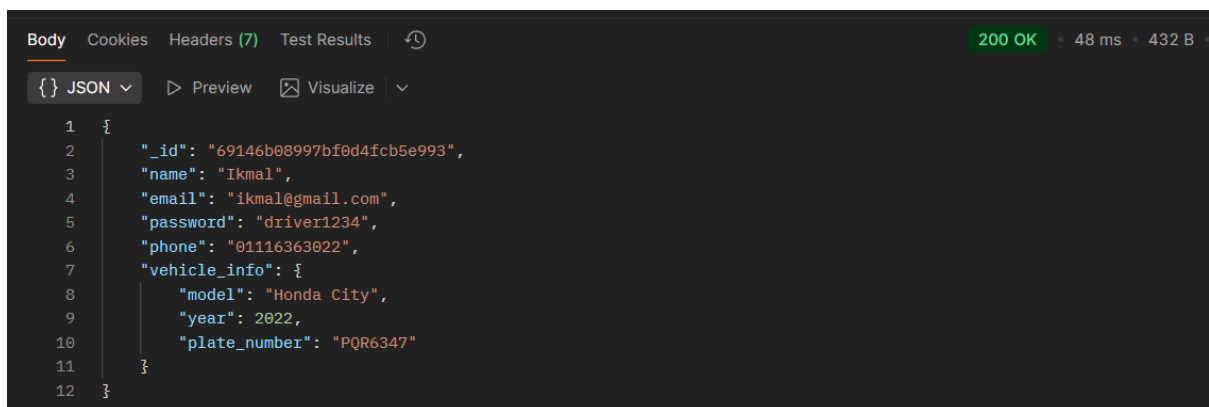 Body Cookies Headers (7) Test Results 200 OK • 48 ms • 432 B •
{} JSON Preview Visualize
1 {
2 "_id": "69146b08997bf0d4fcb5e993",
3 "name": "Ikmal",
4 "email": "ikmal@gmail.com",
5 "password": "driver1234",
6 "phone": "01116363022",
7 "vehicle_info": {
8 "model": "Honda City",
9 "year": 2022,
10 "plate_number": "PQR6347"
11 }
12 }